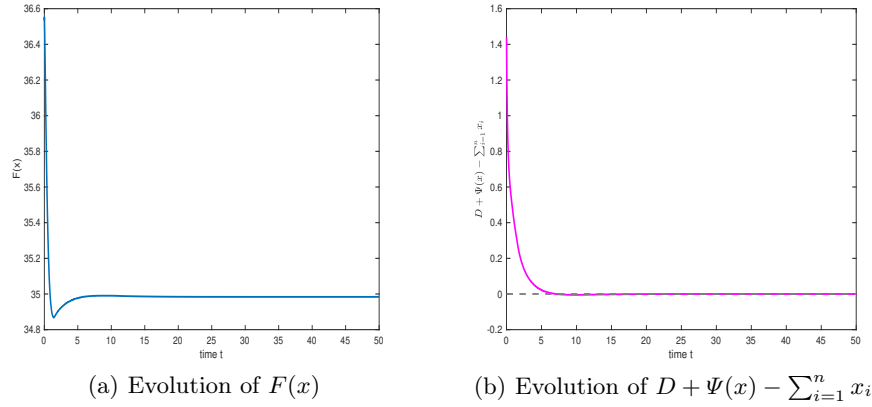 36.6
36.4
36.2
36
35.8
35.6
35.4
35.2
35
34.8
F(x)
0 5 10 15 20 25 30 35 40 45 50
time t
(a) Evolution of F(x)
1.6
1.4
1.2
1
0.8
0.6
0.4
0.2
0
-0.2
D + Ψ(x) − ∑ⁿᵢ₌₁ xᵢ
0 5 10 15 20 25 30 35 40 45 50
time t
(b) Evolution of D + Ψ(x) − ∑ⁿᵢ₌₁ xᵢ